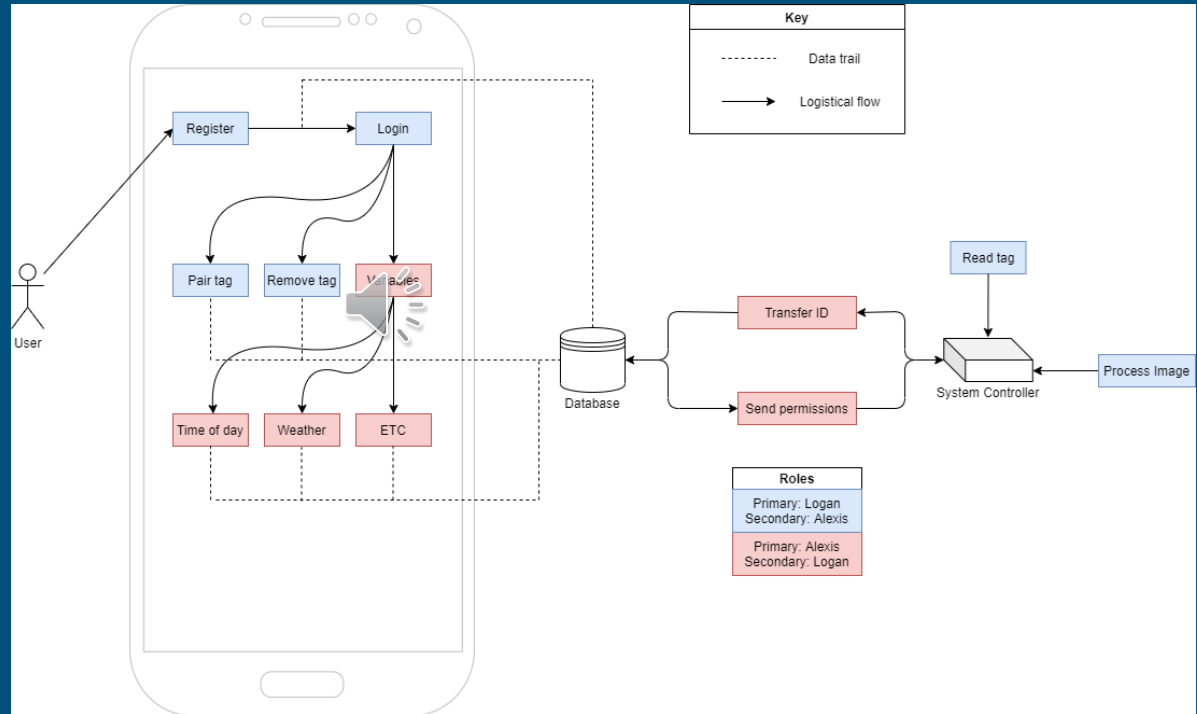 Key
Data trail
Logistical flow
Register
Login
User
Pair tag
Remove tag
Variables
Time of day
Weather
ETC
Database
Transfer ID
Send permissions
Read tag
System Controller
Process Image
Roles
Primary: Logan
Secondary: Alexis
Primary: Alexis
Secondary: Logan